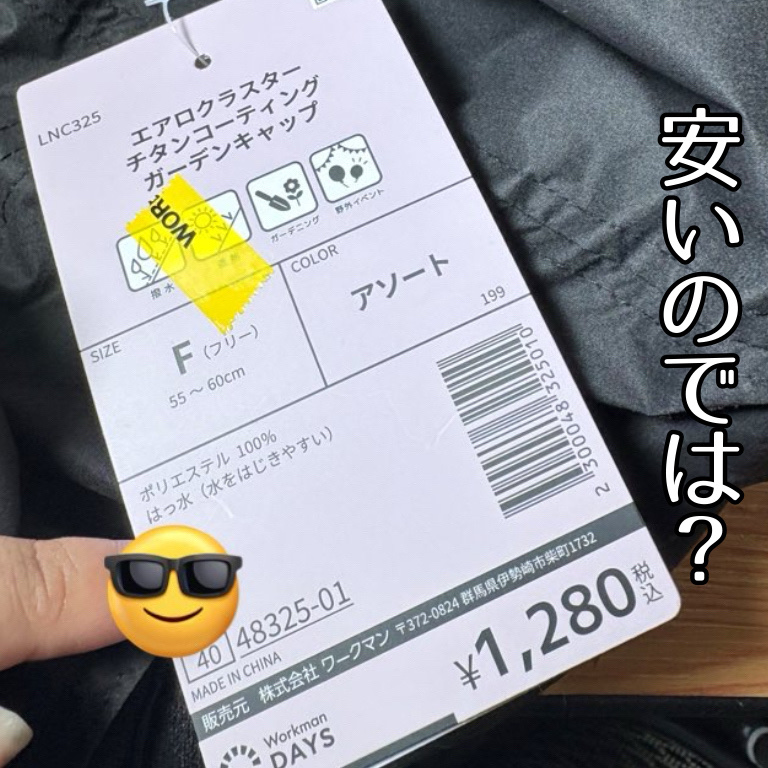 LNC325
エアロクラスター
チタンコーティング
ガーデンキャップ
WOR
撥水
ガーデニング
野外イベント
SIZE
F (フリー)
55 ～ 60cm
COLOR
アソート
199
2 300048 325010
ポリエステル 100%
はっ水 (水をはじきやすい)
40 48325-01
MADE IN CHINA
販売元 株式会社 ワークマン 〒372-0824 群馬県伊勢崎市柴町1732
¥1,280税込
Workman
DAYS
安いのでは？